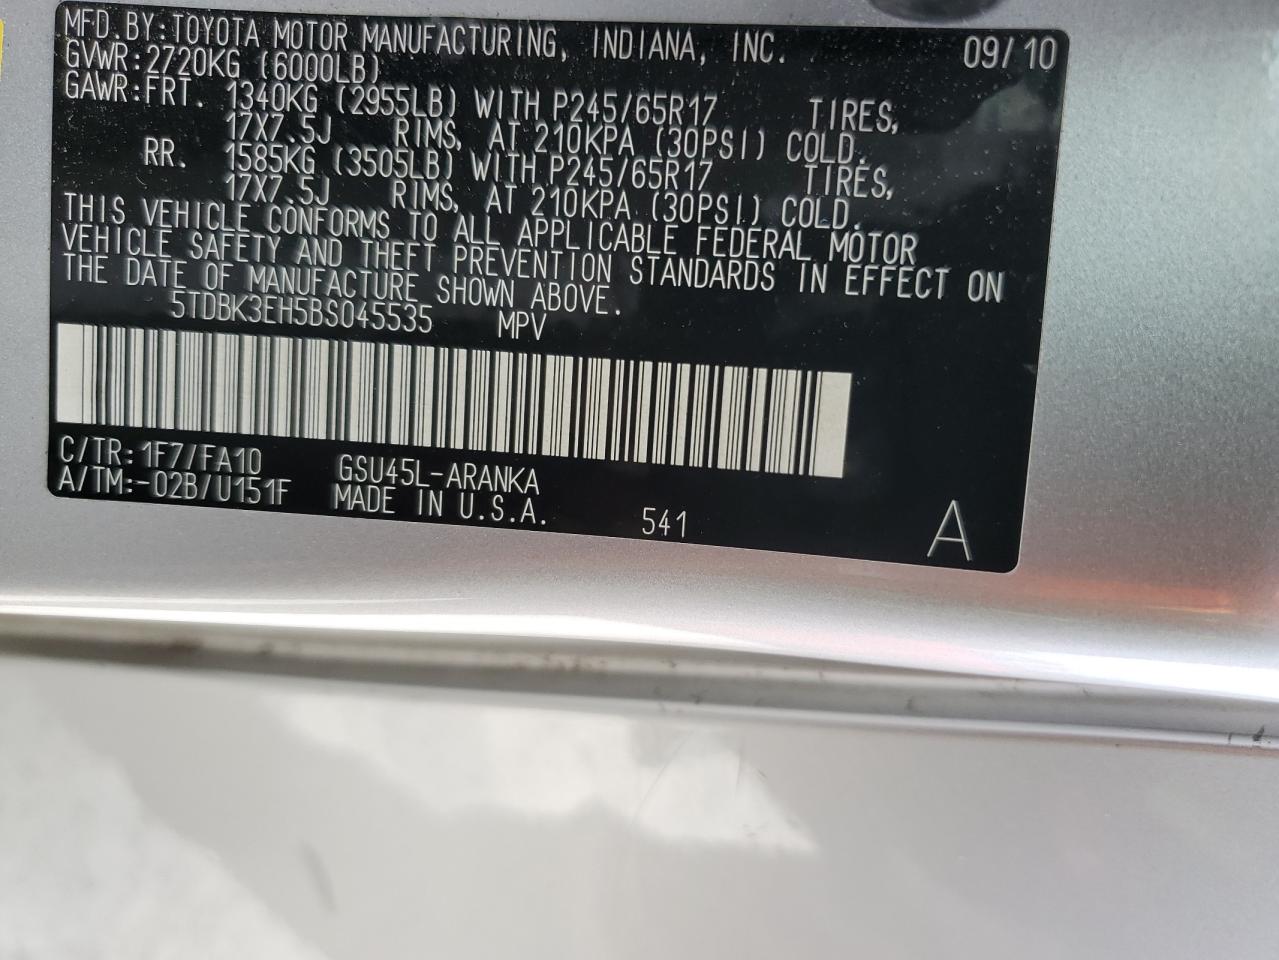 MFD.BY:TOYOTA MOTOR MANUFACTURING, INDIANA, INC. 09/10
GVWR:2720KG (6000LB)
GAWR:FRT. 1340KG (2955LB) WITH P245/65R17 TIRES,
17X7.5J RIMS, AT 210KPA (30PSI) COLD.
RR. 1585KG (3505LB) WITH P245/65R17 TIRES,
17X7.5J RIMS, AT 210KPA (30PSI) COLD.
THIS VEHICLE CONFORMS TO ALL APPLICABLE FEDERAL MOTOR
VEHICLE SAFETY AND THEFT PREVENTION STANDARDS IN EFFECT ON
THE DATE OF MANUFACTURE SHOWN ABOVE.
5TDBK3EH5BS045535 MPV
C/TR:1F7/FA10 GSU45L-ARANKA
A/TM:-02B/U151F MADE IN U.S.A. 541 A